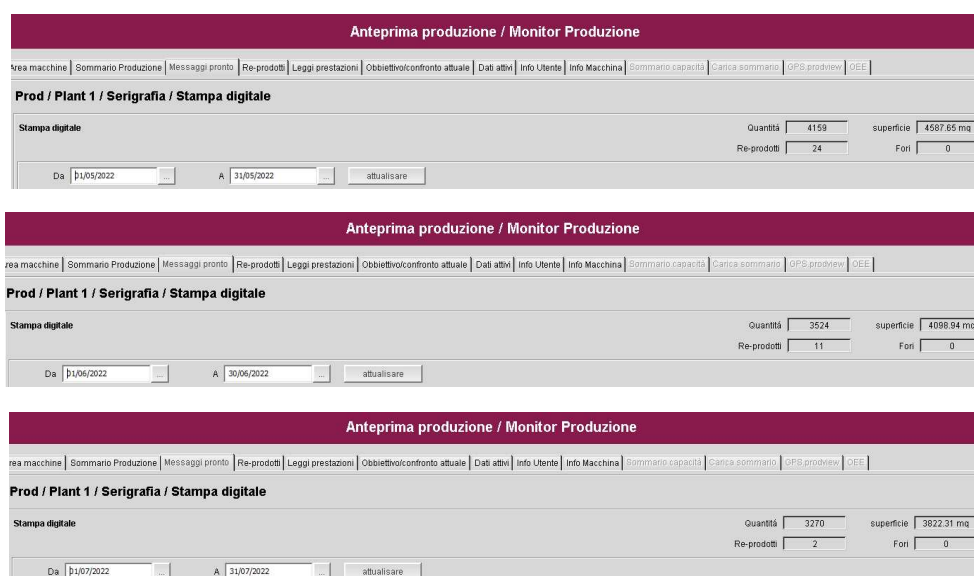 Anteprima produzione / Monitor Produzione
Area macchine Sommario Produzione Messaggi pronto Re-prodotti Leggi prestazioni Obbiettivo/confronto attuale Dati attivi Info Utente Info Macchina Sommario capacità Carica sommario GPS.prodview OEE
Prod / Plant 1 / Serigrafia / Stampa digitale
Stampa digitale Quantitá 4159 superficie 4587.65 mq
Re-prodotti 24 Fori 0
Da 01/05/2022 ... A 31/05/2022 ... attualisare
Anteprima produzione / Monitor Produzione
rea macchine Sommario Produzione Messaggi pronto Re-prodotti Leggi prestazioni Obbiettivo/confronto attuale Dati attivi Info Utente Info Macchina Sommario capacità Carica sommario GPS.prodview OEE
Prod / Plant 1 / Serigrafia / Stampa digitale
Stampa digitale Quantitá 3524 superficie 4098.94 mq
Re-prodotti 11 Fori 0
Da 01/06/2022 ... A 30/06/2022 ... attualisare
Anteprima produzione / Monitor Produzione
rea macchine Sommario Produzione Messaggi pronto Re-prodotti Leggi prestazioni Obbiettivo/confronto attuale Dati attivi Info Utente Info Macchina Sommario capacità Carica sommario GPS.prodview OEE
Prod / Plant 1 / Serigrafia / Stampa digitale
Stampa digitale Quantitá 3270 superficie 3822.31 mq
Re-prodotti 2 Fori 0
Da 01/07/2022 ... A 31/07/2022 ... attualisare